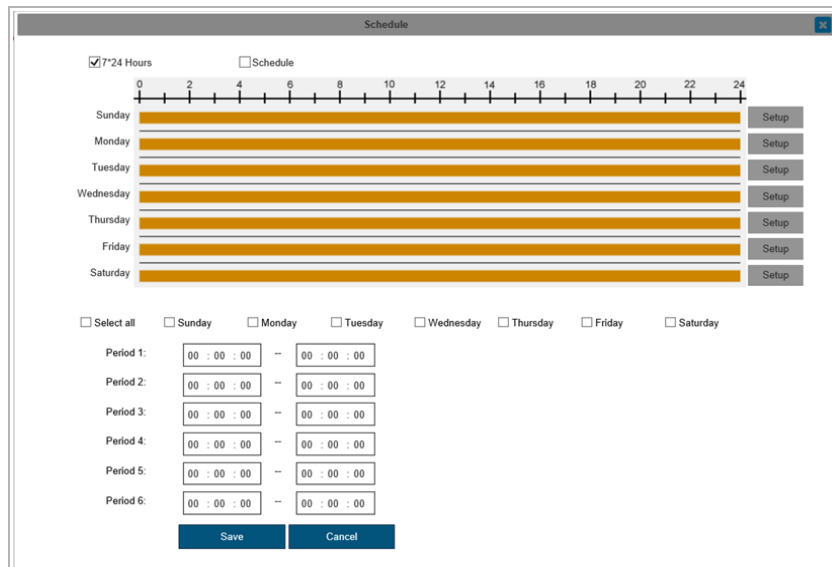 Schedule
7*24 Hours Schedule
0 2 4 6 8 10 12 14 16 18 20 22 24
Sunday Setup
Monday Setup
Tuesday Setup
Wednesday Setup
Thursday Setup
Friday Setup
Saturday Setup
Select all Sunday Monday Tuesday Wednesday Thursday Friday Saturday
Period 1: 00 : 00 : 00 -- 00 : 00 : 00
Period 2: 00 : 00 : 00 -- 00 : 00 : 00
Period 3: 00 : 00 : 00 -- 00 : 00 : 00
Period 4: 00 : 00 : 00 -- 00 : 00 : 00
Period 5: 00 : 00 : 00 -- 00 : 00 : 00
Period 6: 00 : 00 : 00 -- 00 : 00 : 00
Save Cancel